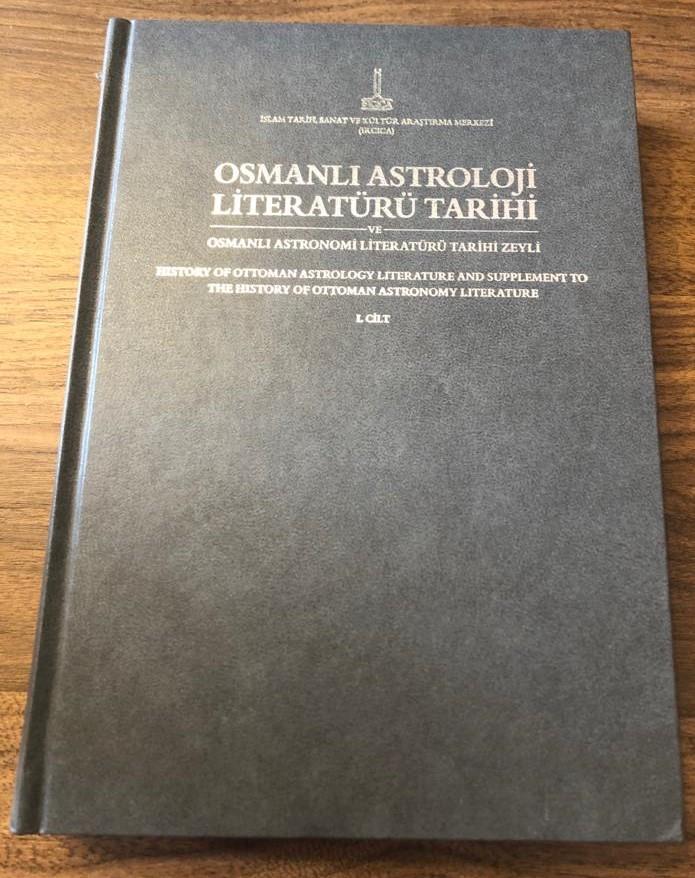 İSLAM TARİH, SANAT VE KÜLTÜR ARAŞTIRMA MERKEZİ
(IRCICA)
OSMANLI ASTROLOJİ
LİTERATÜRÜ TARİHİ
VE
OSMANLI ASTRONOMİ LİTERATÜRÜ TARİHİ ZEYLİ
HISTORY OF OTTOMAN ASTROLOGY LITERATURE AND SUPPLEMENT TO
THE HISTORY OF OTTOMAN ASTRONOMY LITERATURE
I. CİLT